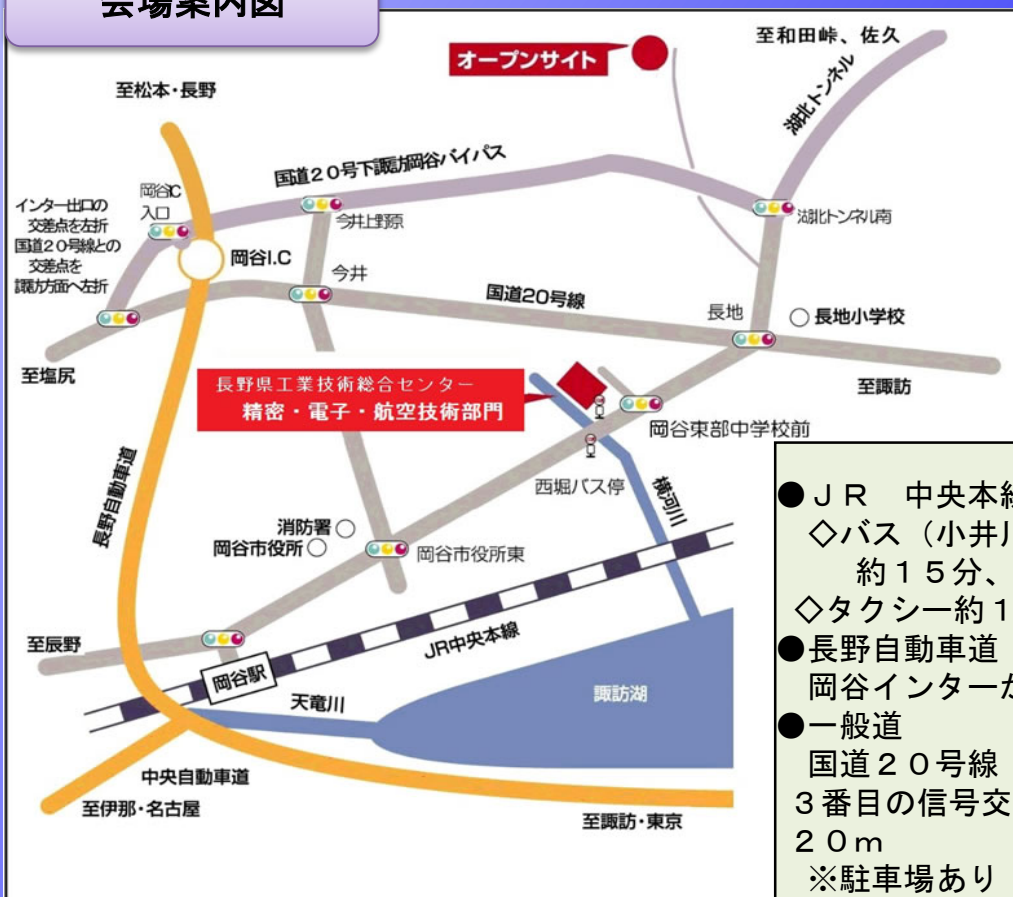 会場案内図
オープンサイト
至和田峠、佐久
至松本・長野
湖北トンネル
国道20号下諏訪岡谷バイパス
岡谷IC
入口
インター出口の
交差点を左折
国道20号線との
交差点を
諏訪方面へ左折
今井上野原
湖北トンネル南
岡谷I.C
今井
国道20号線
長地
長地小学校
至塩尻
至諏訪
長野県工業技術総合センター
精密・電子・航空技術部門
岡谷東部中学校前
長野自動車道
西堀バス停
横河川
消防署
岡谷市役所
岡谷市役所東
至辰野
JR中央本線
岡谷駅
天竜川
諏訪湖
中央自動車道
至伊那・名古屋
至諏訪・東京
●ＪＲ　中央本
◇バス（小井
約１５分、
◇タクシー約１
●長野自動車道
岡谷インター
●一般道
国道２０号線
３番目の信号交
２０ｍ
※駐車場あり